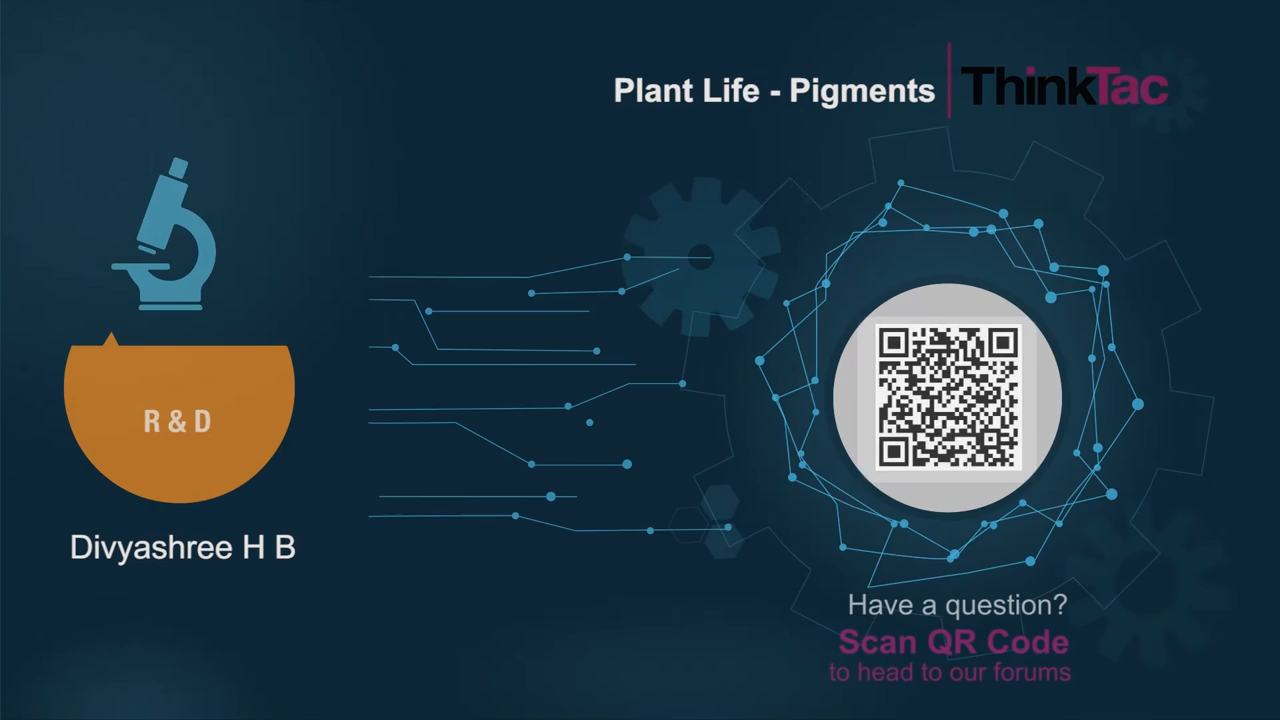 Plant Life - Pigments
ThinkTac
R & D
Divyashree H B
Have a question?
Scan QR Code
to head to our forums